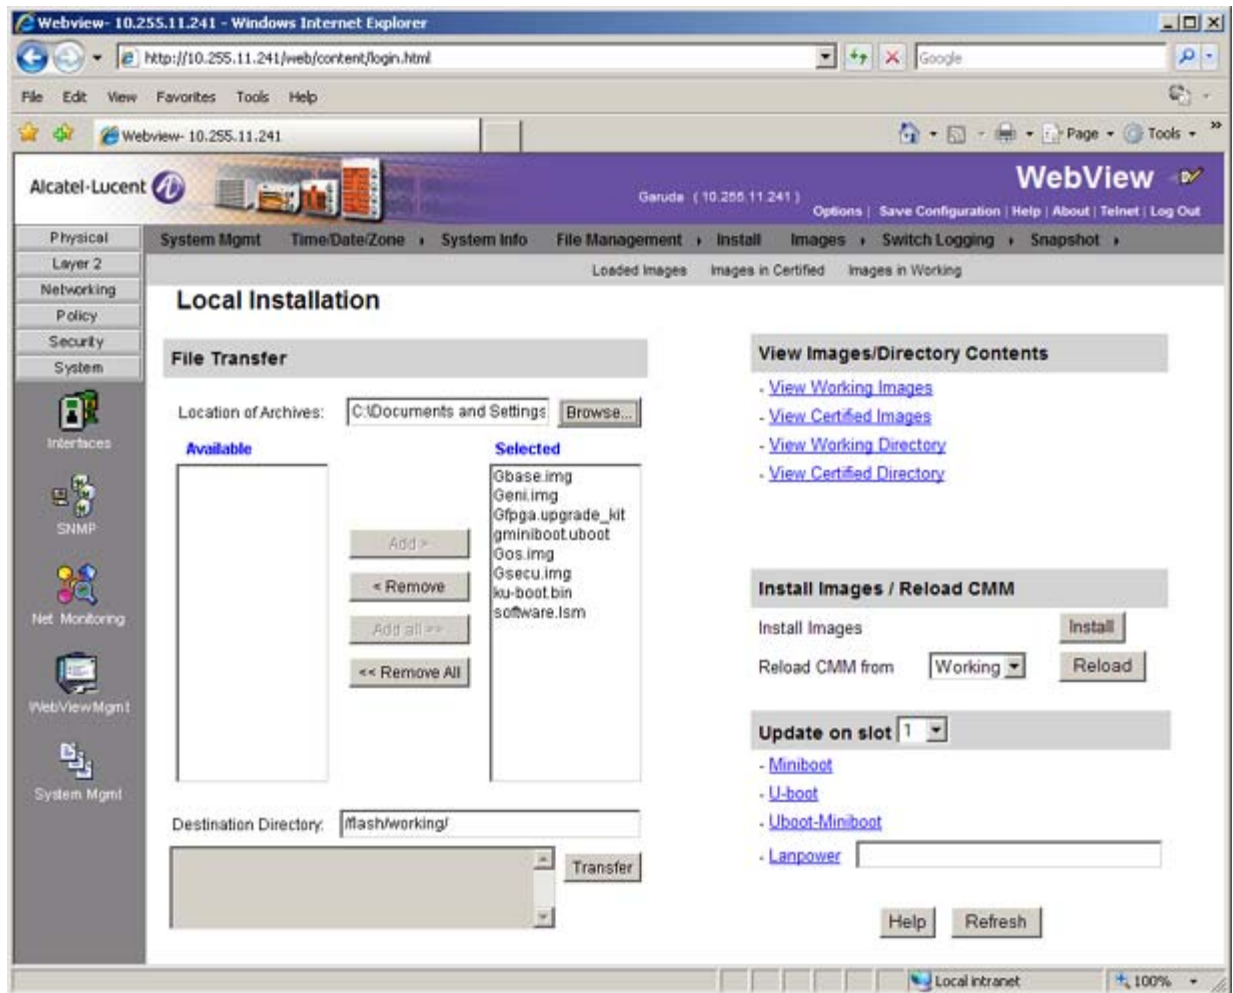 Webview- 10.255.11.241 - Windows Internet Explorer
http://10.255.11.241/web/content/login.html
Google
File Edit View Favorites Tools Help
Webview- 10.255.11.241
Page Tools
Alcatel-Lucent
WebView
Garuda ( 10.255.11.241 )
Options | Save Configuration | Help | About | Telnet | Log Out
Physical
Layer 2
Networking
Policy
Security
System
Interfaces
SNMP
Net Monitoring
WebViewMgmt
System Mgmt
System Mgmt Time/Date/Zone System Info File Management Install Images Switch Logging Snapshot
Loaded Images Images in Certified Images in Working
Local Installation
File Transfer
Location of Archives: C:\Documents and Settings Browse...
Available
Selected
Gbase.img
Geni.img
Gfpga.upgrade_kit
gminiboot.uboot
Gos.img
Gsecu.img
ku-boot.bin
software.lsm
Add >
< Remove
Add all >>
<< Remove All
Destination Directory: /flash/working/
Transfer
View Images/Directory Contents
- View Working Images
- View Certified Images
- View Working Directory
- View Certified Directory
Install Images / Reload CMM
Install Images Install
Reload CMM from Working Reload
Update on slot 1
- Miniboot
- U-boot
- Uboot-Miniboot
- Lanpower
Help Refresh
Local intranet 100%